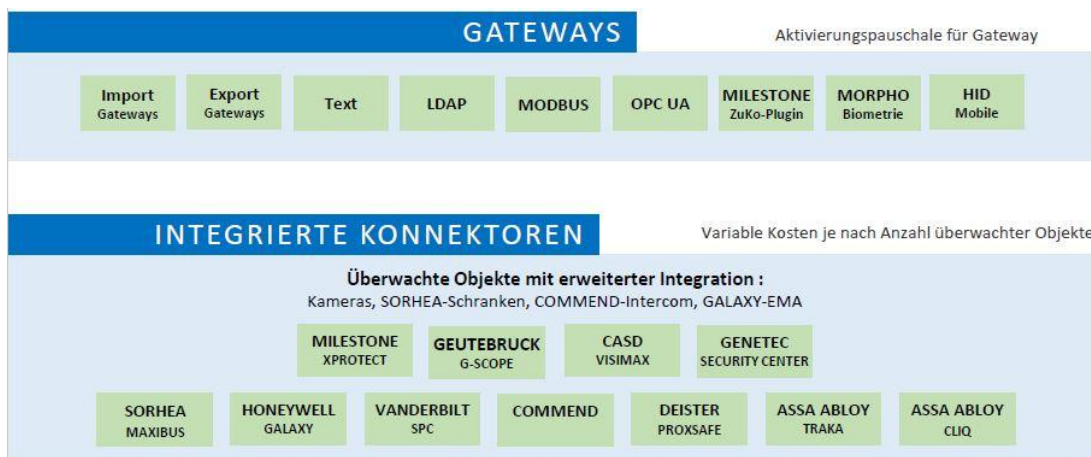 GATEWAYS
Aktivierungspauschale für Gateway
Import
Gateways
Export
Gateways
Text
LDAP
MODBUS
OPC UA
MILESTONE
ZuKo-Plugin
MORPHO
Biometrie
HID
Mobile
INTEGRIERTE KONNEKTOREN
Variable Kosten je nach Anzahl überwachter Objekte
Überwachte Objekte mit erweiterter Integration :
Kameras, SORHEA-Schranken, COMMEND-Intercom, GALAXY-EMA
MILESTONE
XPROTECT
GEUTEBRUCK
G-SCOPE
CASD
VISIMAX
GENETEC
SECURITY CENTER
SORHEA
MAXIBUS
HONEYWELL
GALAXY
VANDERBILT
SPC
COMMEND
DEISTER
PROXSAFE
ASSA ABLOY
TRAKA
ASSA ABLOY
CLIQ